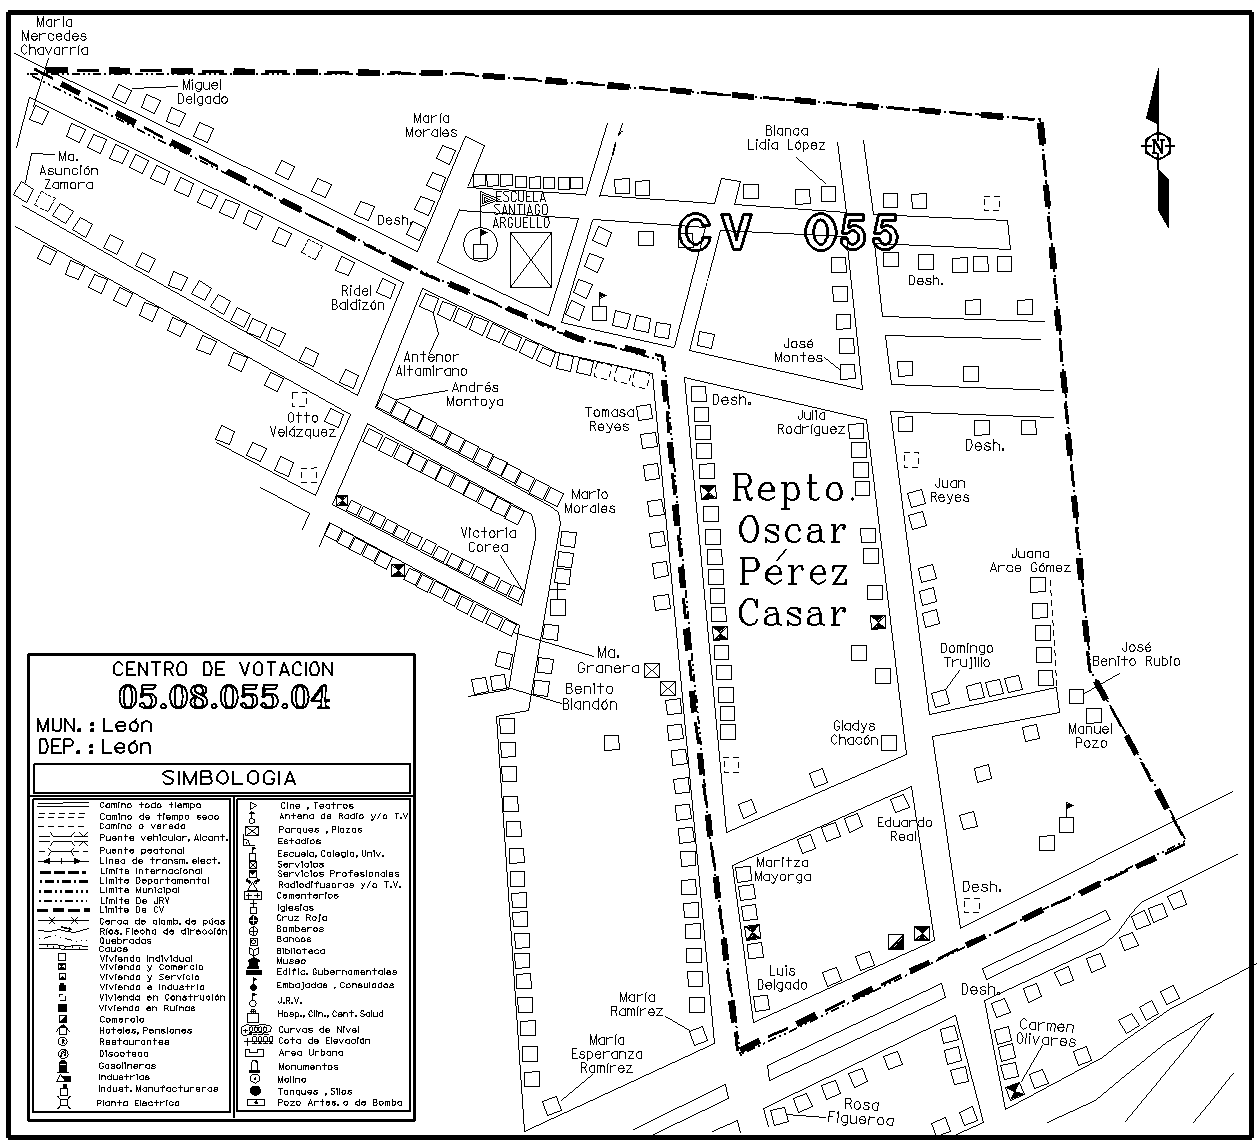 María
Mercedes
Chavarría
Miguel
Delgado
María
Morales
Blanca
Lidia López
N
Ma.
Asunción
Zamora
ESCUELA
SANTIAGO
ARGUELLO
Desh.
CV 055
Ridel
Baldizón
Desh.
José
Montes
Antenor
Altamirano
Andrés
Montoya
Desh.
Tomasa
Reyes
Julia
Rodríguez
Otto
Velázquez
Desh.
Mario
Morales
Juan
Reyes
Repto.
Oscar
Pérez
Casar
Victoria
Corea
Juana
Arce Gómez
Ma.
Granera
Domingo
Trujillo
José
Benito Rubio
Benito
Blandón
Gladys
Chacón
Manuel
Pozo
Eduardo
Real
Maritza
Mayorga
Desh.
Luis
Delgado
Desh.
María
Ramírez
María
Esperanza
Ramírez
Carmen
Olivares
Rosa
Figueroa
CENTRO DE VOTACION
05.08.055.04
MUN.: León
DEP.: León
SIMBOLOGIA
Camino todo tiempo
Camino de tiempo seco
Camino o vereda
Puente vehicular, Alcant.
Puente peatonal
Linea de transm. elect.
Limite Internacional
Limite Departamental
Limite Municipal
Limite De JRV
Limite De CV
Cerca de alamb. de púas
Ríos, Flecha de dirección
Quebradas
Cauce
Vivienda Individual
Vivienda y Comercio
Vivienda y Servicio
Vivienda e Industria
Vivienda en Construción
Vivienda en Ruinas
Comercio
Hoteles, Pensiones
Restaurantes
Discoteca
Gasolineras
Industrias
Indust. Manufactureras
Planta Electrica
Cine, Teatros
Antena de Radio y/o T.V
Parques, Plazas
Estadios
Escuela, Colegio, Univ.
Servicios
Servicios Profesionales
Radiodifusoras y/o T.V.
Cementerios
Iglesias
Cruz Roja
Bomberos
Bancos
Biblioteca
Museo
Edific. Gubernamentales
Embajadas, Consulados
J.R.V.
Hosp., Clin., Cent. Salud
Curvas de Nivel
Cota de Elevación
Area Urbana
Monumentos
Molino
Tanques, Silos
Pozo Artes. o de Bomba